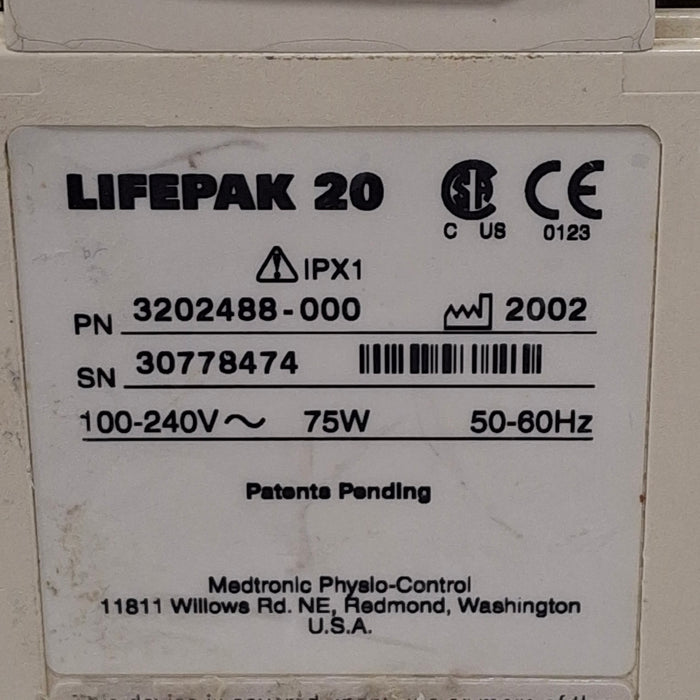 LIFEPAK 20
C US
0123
IPX1
PN 3202488-000 2002
SN 30778474
100-240V~ 75W 50-60Hz
Patents Pending
Medtronic Physio-Control
11811 Willows Rd. NE, Redmond, Washington
U.S.A.